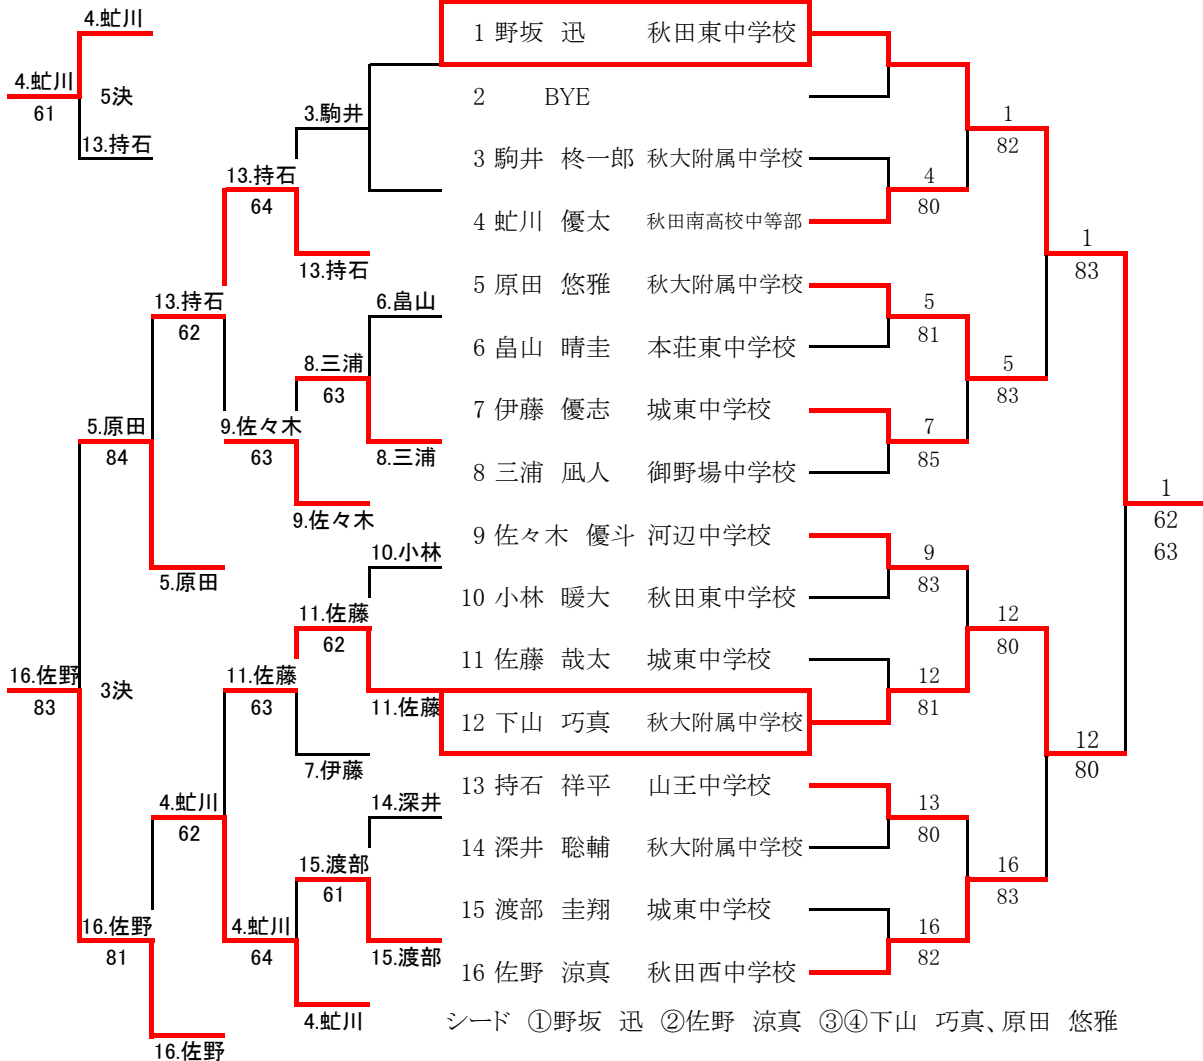 4.虻川
4.虻川
61
5決
13.持石
3.駒井
13.持石
64
13.持石
13.持石
62
6.畠山
8.三浦
63
8.三浦
5.原田
84
9.佐々木
63
9.佐々木
5.原田
10.小林
11.佐藤
62
11.佐藤
16.佐野
83
3決
11.佐藤
63
7.伊藤
4.虻川
62
14.深井
15.渡部
61
15.渡部
16.佐野
81
4.虻川
64
4.虻川
16.佐野
1 野坂 迅 秋田東中学校
2 BYE
3 駒井 柊一郎 秋大附属中学校
4 虻川 優太 秋田南高校中等部
5 原田 悠雅 秋大附属中学校
6 畠山 晴圭 本荘東中学校
7 伊藤 優志 城東中学校
8 三浦 凪人 御野場中学校
9 佐々木 優斗 河辺中学校
10 小林 暖大 秋田東中学校
11 佐藤 哉太 城東中学校
12 下山 巧真 秋大附属中学校
13 持石 祥平 山王中学校
14 深井 聡輔 秋大附属中学校
15 渡部 圭翔 城東中学校
16 佐野 涼真 秋田西中学校
1
82
4
80
1
83
5
81
5
83
7
85
1
62
63
9
83
12
80
12
81
12
80
13
80
16
83
16
82
シード ①野坂 迅 ②佐野 涼真 ③④下山 巧真、原田 悠雅